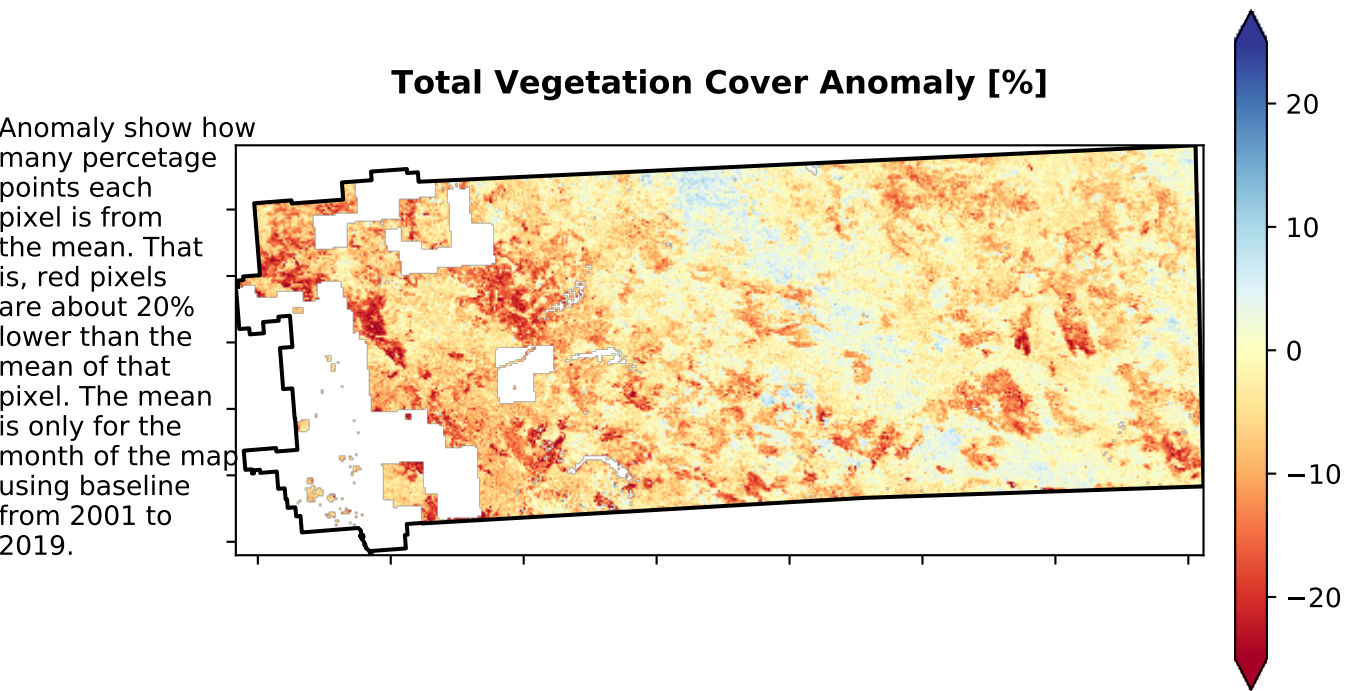 Total Vegetation Cover Anomaly [%]
Anomaly show how
many percetage
points each
pixel is from
the mean. That
is, red pixels
are about 20%
lower than the
mean of that
pixel. The mean
is only for the
month of the map
using baseline
from 2001 to
2019.
20
10
0
−10
−20